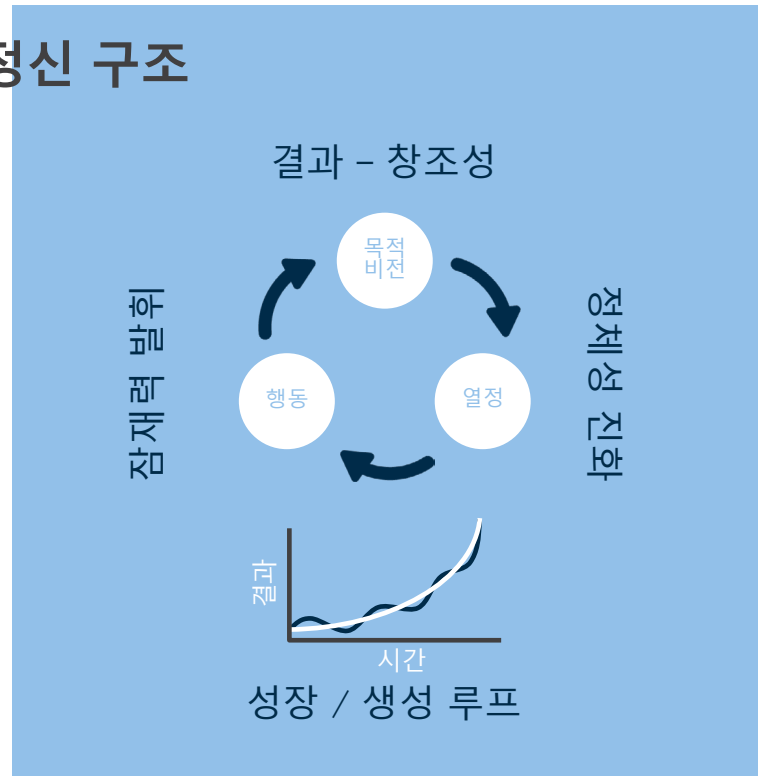 정신 구조
결과 – 창조성
목적
비전
잠재력 발휘
정체성 진화
행동
열정
결과
시간
성장 / 생성 루프